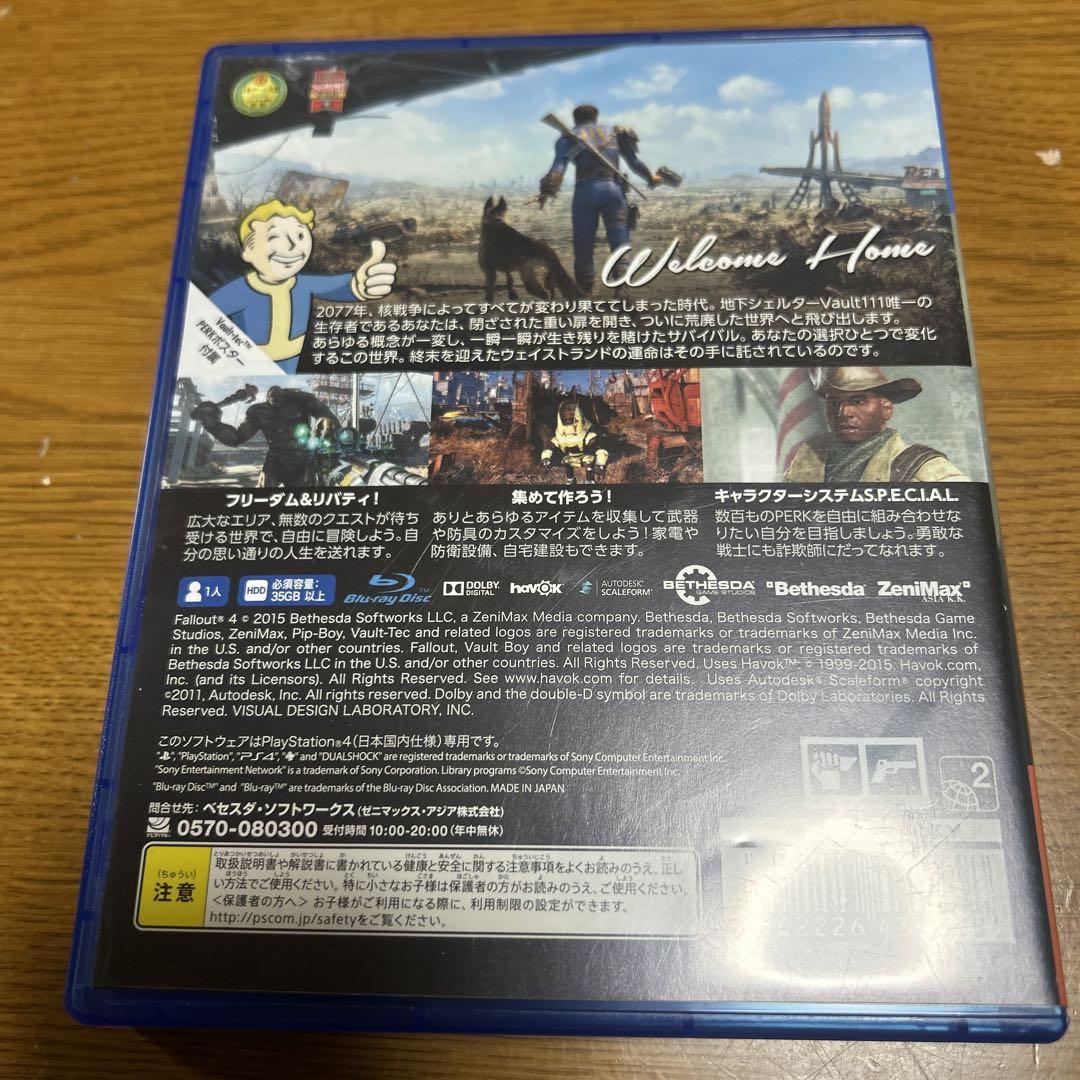 Welcome Home
2077年、核戦争によってすべてが変わり果ててしまった時代。地下シェルターVault111唯一の
生存者であるあなたは、閉ざされた重い扉を開き、ついに荒廃した世界へと飛び出します。
あらゆる概念が一変し、一瞬一瞬が生き残りを賭けたサバイバル。あなたの選択ひとつで変化
するこの世界。終末を迎えたウェイストランドの運命はその手に託されているのです。
Vault-Tec™
PERKポスター
付属
フリーダム&リバティ!
広大なエリア、無数のクエストが待ち
受ける世界で、自由に冒険しよう。自
分の思い通りの人生を送れます。
集めて作ろう!
ありとあらゆるアイテムを収集して武器
や防具のカスタマイズをしよう!家電や
防衛設備、自宅建設もできます。
キャラクターシステムS.P.E.C.I.A.L.
数百ものPERKを自由に組み合わせな
りたい自分を目指しましょう。勇敢な
戦士にも詐欺師にだってなれます。
1人
HDD 必須容量:
35GB 以上
Blu-ray Disc
DOLBY DIGITAL
havok
AUTODESK® SCALEFORM®
BETHESDA GAME STUDIOS
Bethesda
ZeniMax®
ASIA K.K.
Fallout® 4 © 2015 Bethesda Softworks LLC, a ZeniMax Media company. Bethesda, Bethesda Softworks, Bethesda Game
Studios, ZeniMax, Pip-Boy, Vault-Tec and related logos are registered trademarks or trademarks of ZeniMax Media Inc.
in the U.S. and/or other countries. Fallout, Vault Boy and related logos are trademarks or registered trademarks of
Bethesda Softworks LLC in the U.S. and/or other countries. All Rights Reserved. Uses Havok™: © 1999-2015. Havok.com,
Inc. (and its Licensors). All Rights Reserved. See www.havok.com for details. Uses Autodesk® Scaleform® copyright
©2011, Autodesk, Inc. All rights reserved. Dolby and the double-D symbol are trademarks of Dolby Laboratories. All Rights
Reserved. VISUAL DESIGN LABORATORY, INC.
このソフトウェアはPlayStation®4(日本国内仕様)専用です。
", "PlayStation", "PS4", " " and "DUALSHOCK" are registered trademarks or trademarks of Sony Computer Entertainment Inc.
"Sony Entertainment Network" is a trademark of Sony Corporation. Library programs ©Sony Computer Entertainment Inc.
"Blu-ray Disc™" and "Blu-ray™" are trademarks of the Blu-ray Disc Association. MADE IN JAPAN
2
問合せ先:ベセスダ・ソフトワークス(ゼニマックス・アジア株式会社)
0570-080300 受付時間 10:00-20:00(年中無休)
(ちゅうい)
注意
取扱説明書や解説書に書かれている健康と安全に関する注意事項をよくお読みのうえ、正し
い方法でご使用ください。特に小さなお子様は保護者の方がお読みのうえ、ご使用ください。
<保護者の方へ> お子様がご利用になる際に、利用制限の設定ができます。
http://pscom.jp/safetyをご覧ください。